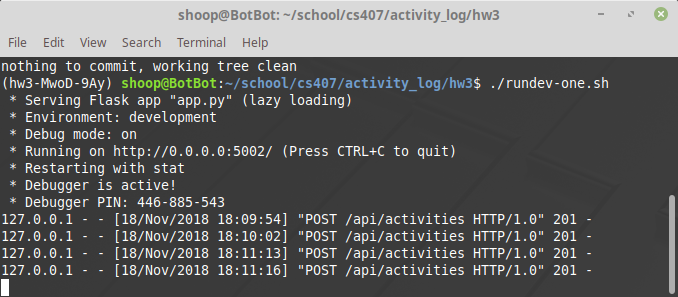 shoop@BotBot: ~/school/cs407/activity_log/hw3
File Edit View Search Terminal Help
nothing to commit, working tree clean
(hw3-MwoD-9Ay) shoop@BotBot:~/school/cs407/activity_log/hw3$ ./rundev-one.sh
 * Serving Flask app "app.py" (lazy loading)
 * Environment: development
 * Debug mode: on
 * Running on http://0.0.0.0:5002/ (Press CTRL+C to quit)
 * Restarting with stat
 * Debugger is active!
 * Debugger PIN: 446-885-543
127.0.0.1 - - [18/Nov/2018 18:09:54] "POST /api/activities HTTP/1.0" 201 -
127.0.0.1 - - [18/Nov/2018 18:10:02] "POST /api/activities HTTP/1.0" 201 -
127.0.0.1 - - [18/Nov/2018 18:11:13] "POST /api/activities HTTP/1.0" 201 -
127.0.0.1 - - [18/Nov/2018 18:11:16] "POST /api/activities HTTP/1.0" 201 -